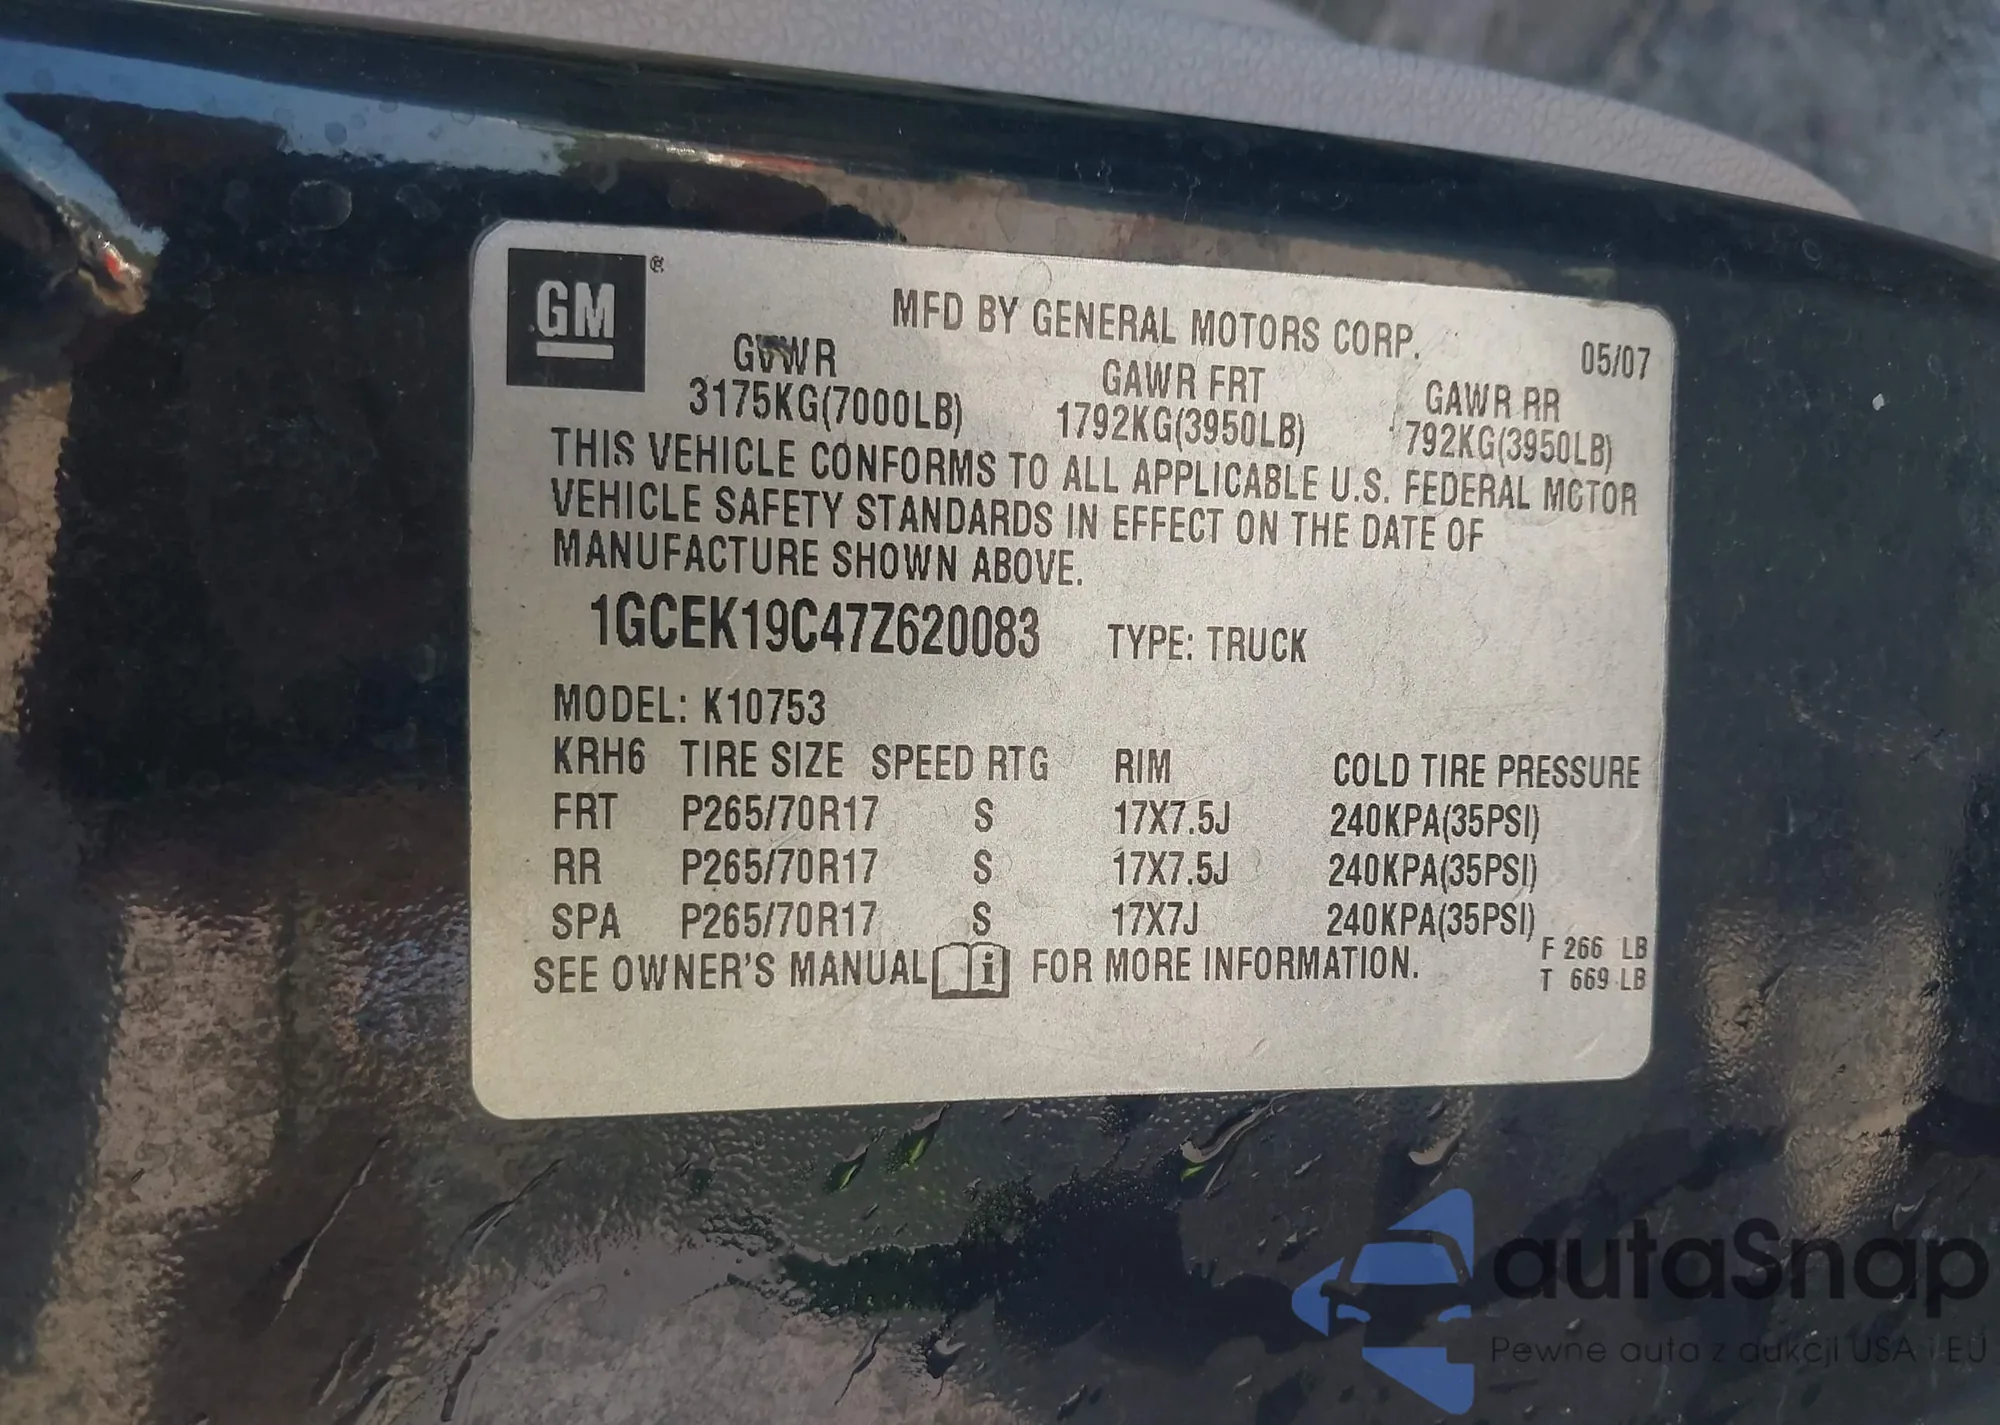 GM ®
MFD BY GENERAL MOTORS CORP.
05/07
GVWR GAWR FRT GAWR RR
3175KG(7000LB) 1792KG(3950LB) 792KG(3950LB)
THIS VEHICLE CONFORMS TO ALL APPLICABLE U.S. FEDERAL MOTOR
VEHICLE SAFETY STANDARDS IN EFFECT ON THE DATE OF
MANUFACTURE SHOWN ABOVE.
1GCEK19C47Z620083 TYPE: TRUCK
MODEL: K10753
KRH6 TIRE SIZE SPEED RTG RIM COLD TIRE PRESSURE
FRT P265/70R17 S 17X7.5J 240KPA(35PSI)
RR P265/70R17 S 17X7.5J 240KPA(35PSI)
SPA P265/70R17 S 17X7J 240KPA(35PSI)
F 266 LB
SEE OWNER'S MANUAL i FOR MORE INFORMATION.
T 669 LB
autaSnap
Pewne auta z aukcji USA i EU